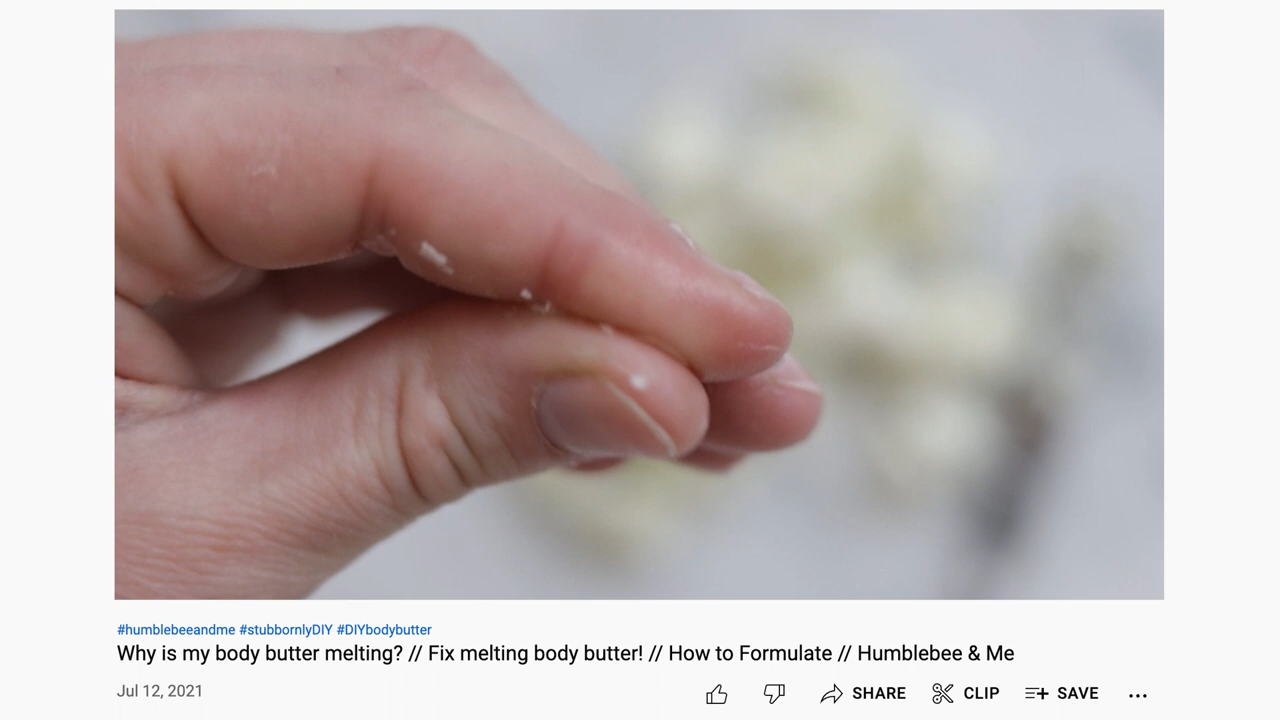 #humblebeeandme #stubbornlyDIY #DIYbodybutter
Why is my body butter melting? // Fix melting body butter! // How to Formulate // Humblebee & Me
Jul 12, 2021 SHARE CLIP SAVE